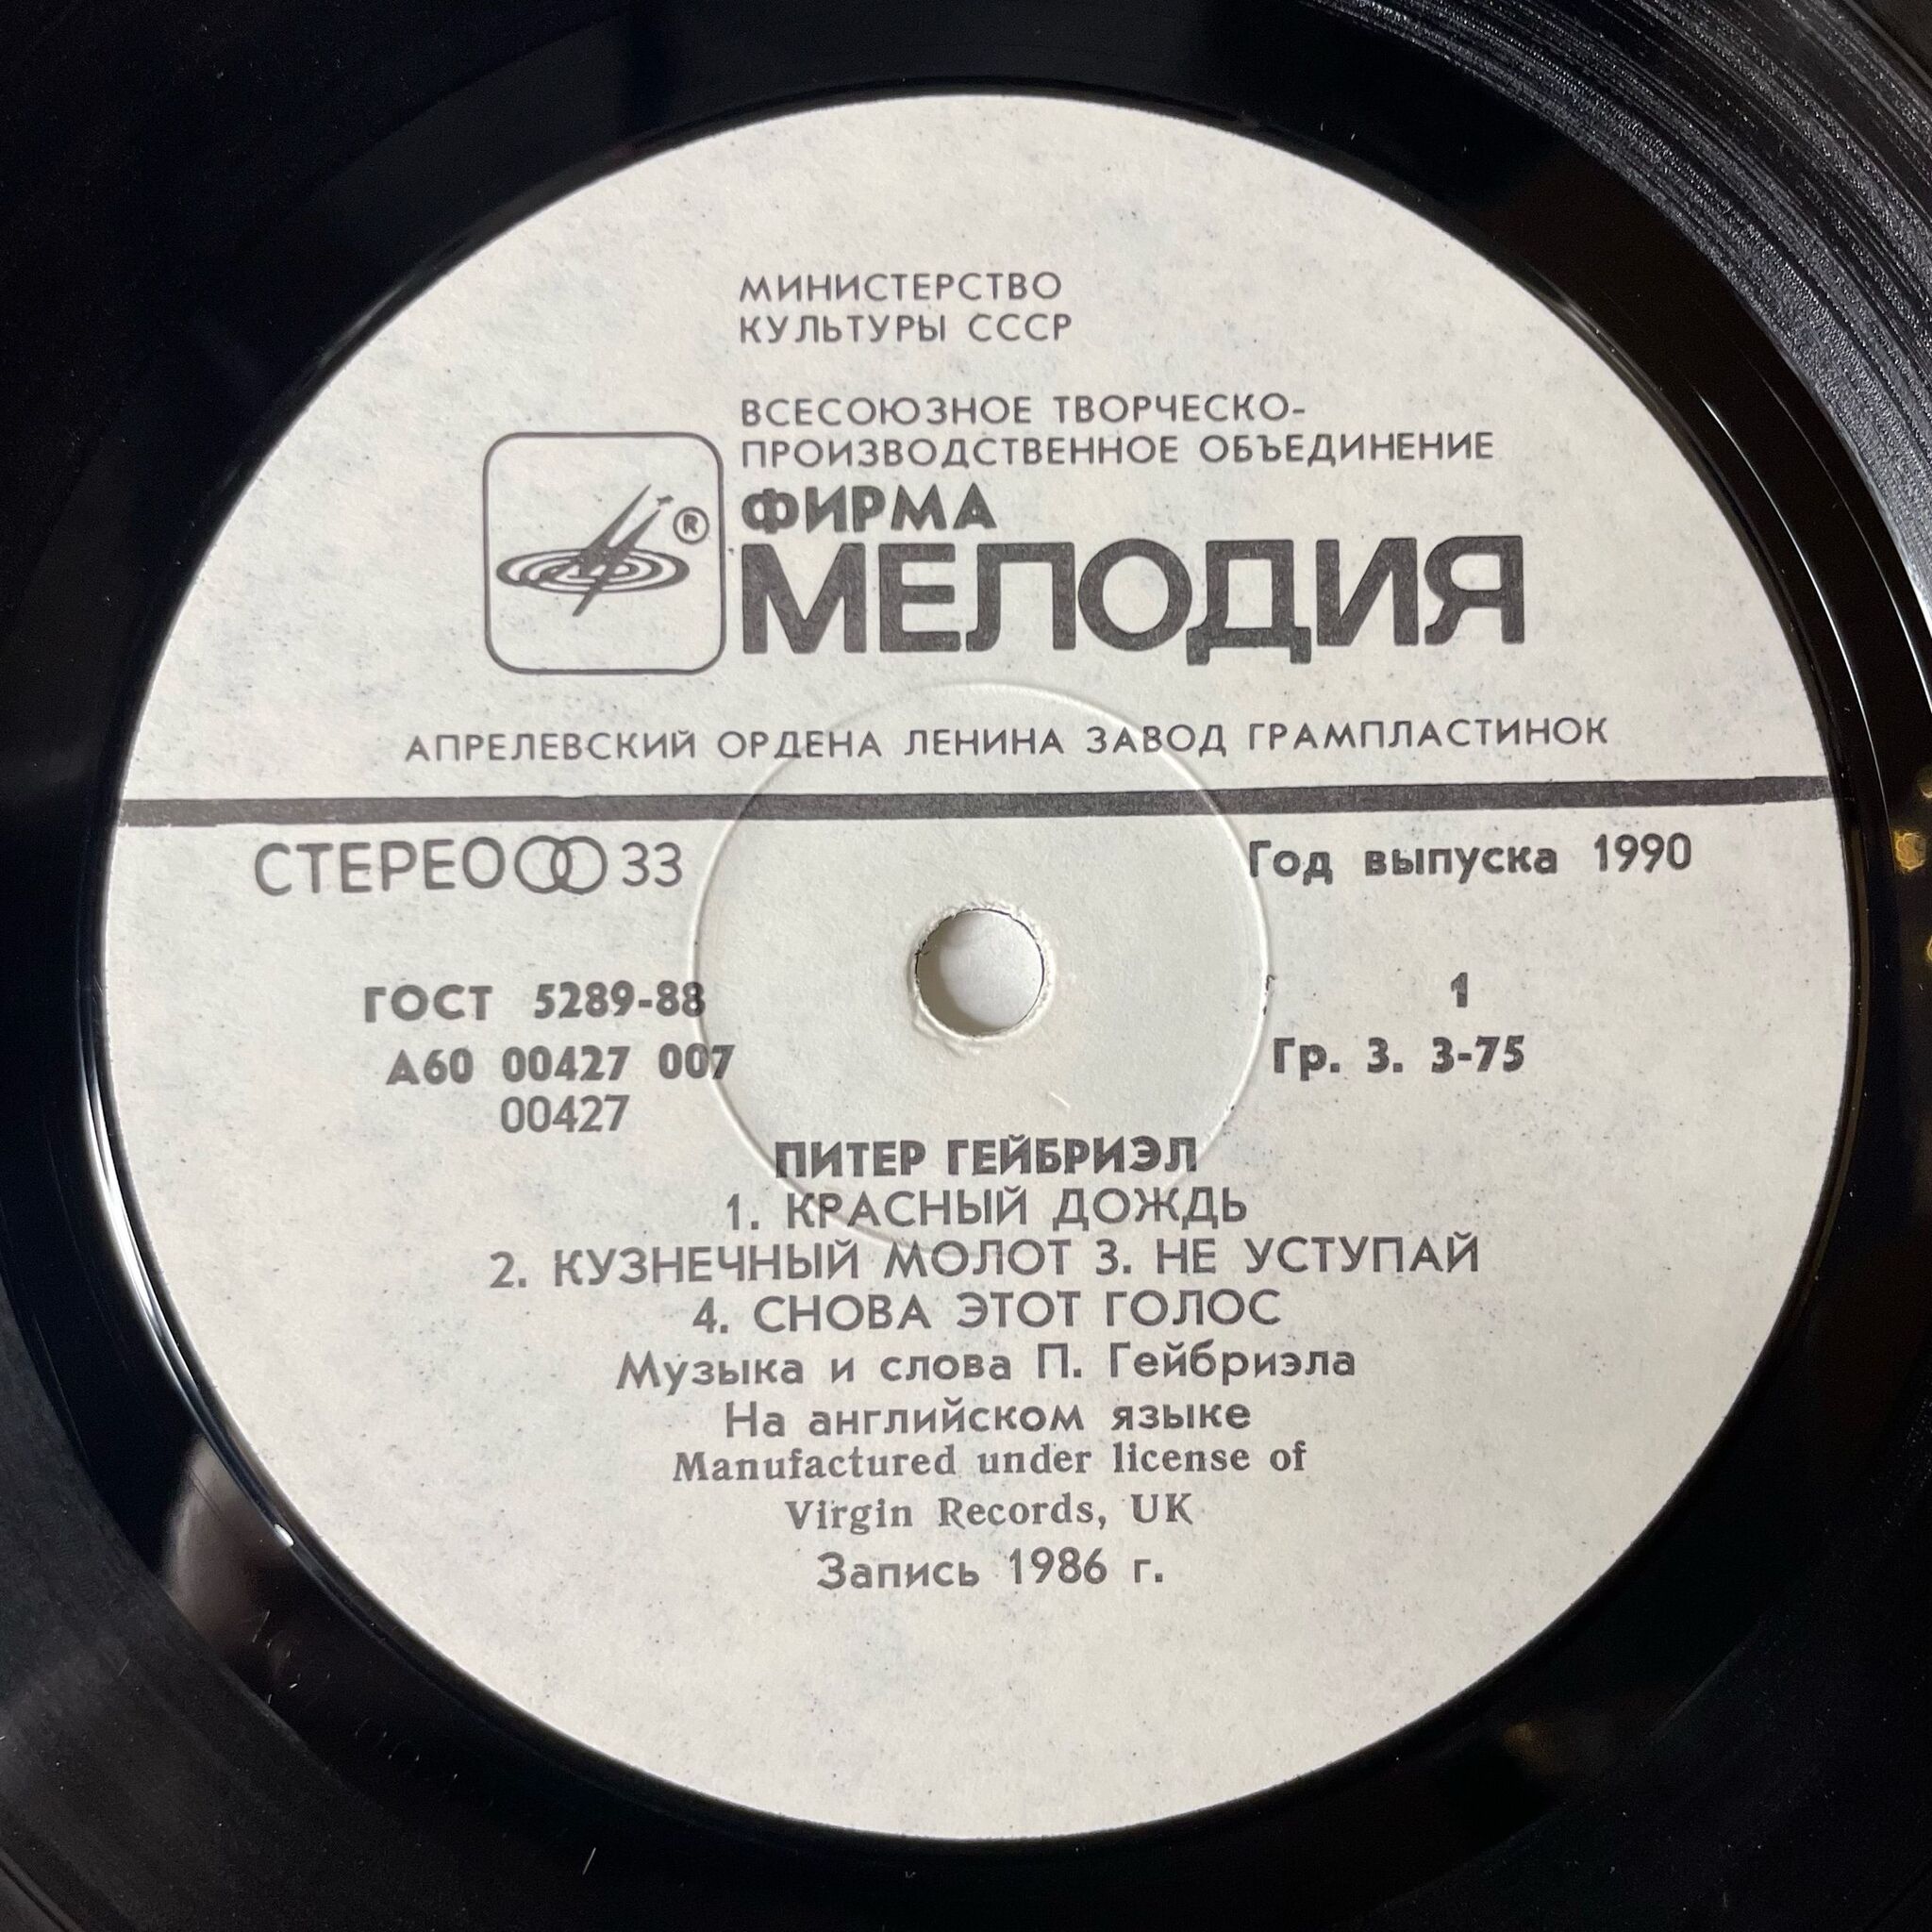 МИНИСТЕРСТВО
КУЛЬТУРЫ СССР
ВСЕСОЮЗНОЕ ТВОРЧЕСКО-
ПРОИЗВОДСТВЕННОЕ ОБЪЕДИНЕНИЕ
®
ФИРМА
МЕЛОДИЯ
АПРЕЛЕВСКИЙ ОРДЕНА ЛЕНИНА ЗАВОД ГРАМПЛАСТИНОК
СТЕРЕО 33
Год выпуска 1990
ГОСТ 5289-88
1
А60 00427 007
Гр. 3. 3-75
00427
ПИТЕР ГЕЙБРИЭЛ
1. КРАСНЫЙ ДОЖДЬ
2. КУЗНЕЧНЫЙ МОЛОТ 3. НЕ УСТУПАЙ
4. СНОВА ЭТОТ ГОЛОС
Музыка и слова П. Гейбриэла
На английском языке
Manufactured under license of
Virgin Records, UK
Запись 1986 г.